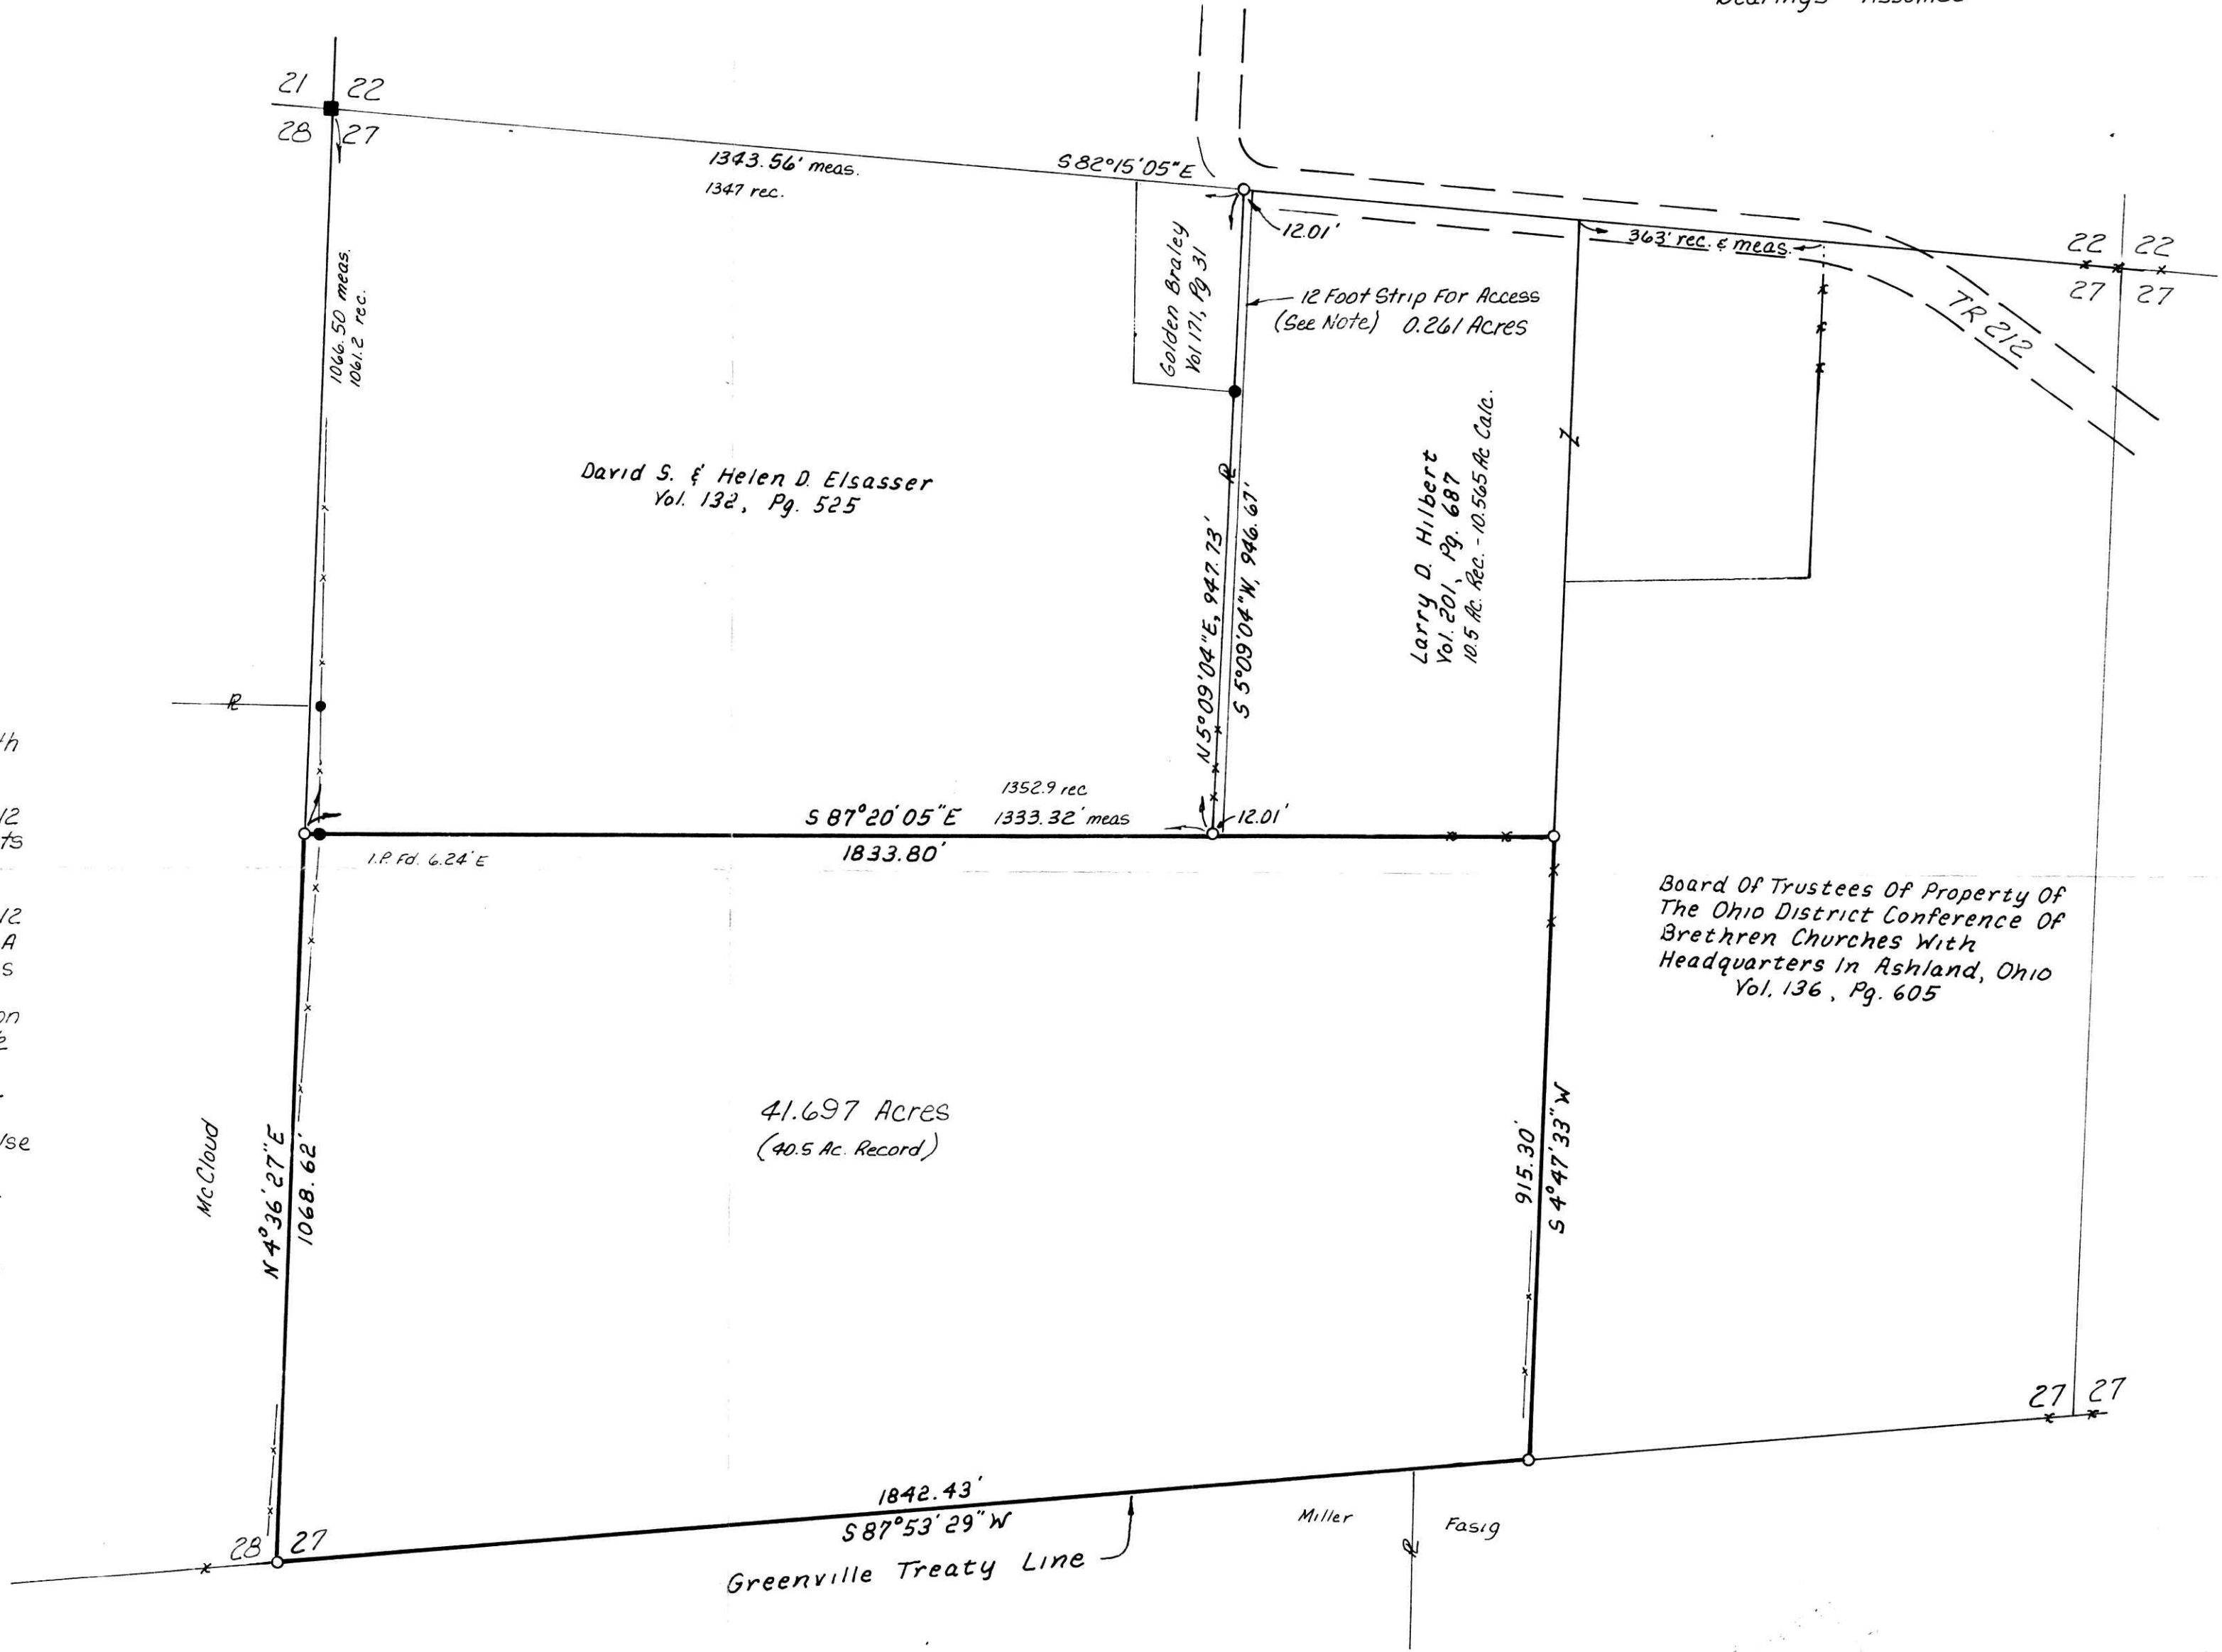 21 22
28 27
1343.56' meas.
1347 rec.
S 82°15'05"E
1066.50 meas.
1061.2 rec.
Golden Braley
Vol 171, Pg 31
12.01'
363' rec. & meas.
12 Foot Strip For Access
(See Note) 0.261 Acres
22 22
27 27
TR 212
David S. & Helen D. Elsasser
Vol. 132, Pg. 525
N 5°09'04"E, 947.73'
S 5°09'04"W, 946.67'
Larry D. Hilbert
Vol. 201, Pg. 687
10.5 Ac. Rec. - 10.565 Ac Calc.
1352.9 rec
S 87°20'05"E 1333.32' meas
12.01'
1833.80'
I.P. Fd. 6.24' E
Board Of Trustees Of Property Of
The Ohio District Conference Of
Brethren Churches With
Headquarters In Ashland, Ohio
Vol. 136, Pg. 605
41.697 Acres
(40.5 Ac. Record)
McCloud
N 4°36'27"E
1068.62'
915.30'
S 4°47'33"W
27 27
1842.43'
S 87°53'29"W
Miller
Fasig
28 27
Greenville Treaty Line